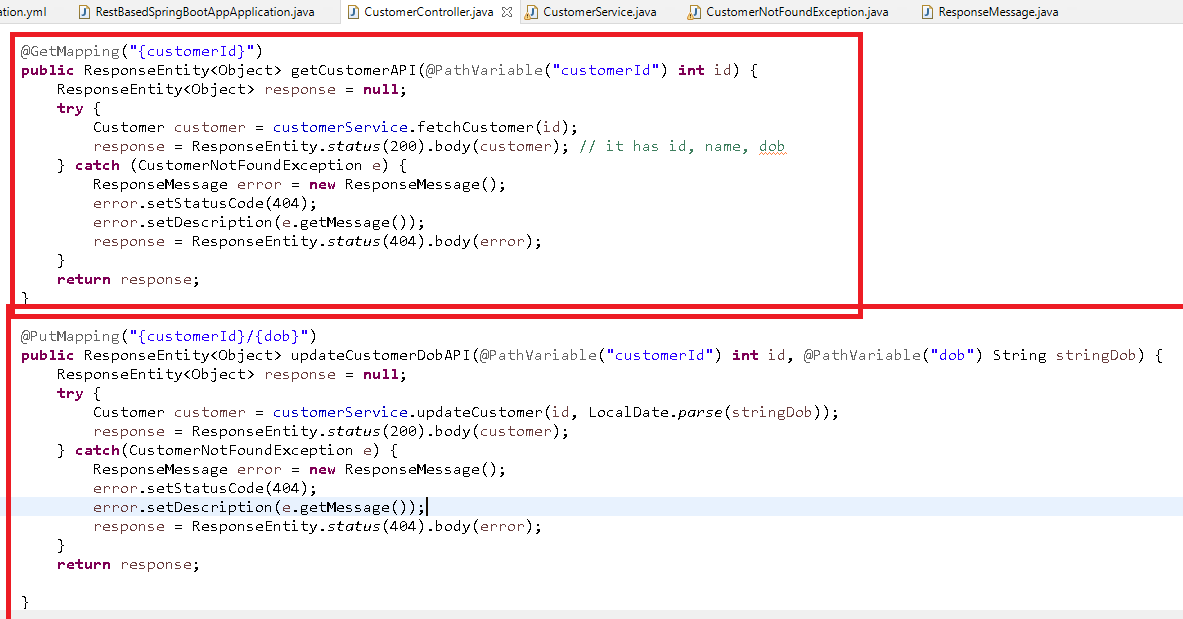 ation.yml RestBasedSpringBootAppApplication.java CustomerController.java CustomerService.java CustomerNotFoundException.java ResponseMessage.java
@GetMapping("{customerId}")
public ResponseEntity<Object> getCustomerAPI(@PathVariable("customerId") int id) {
    ResponseEntity<Object> response = null;
    try {
        Customer customer = customerService.fetchCustomer(id);
        response = ResponseEntity.status(200).body(customer); // it has id, name, dob
    } catch (CustomerNotFoundException e) {
        ResponseMessage error = new ResponseMessage();
        error.setStatusCode(404);
        error.setDescription(e.getMessage());
        response = ResponseEntity.status(404).body(error);
    }
    return response;
}
@PutMapping("{customerId}/{dob}")
public ResponseEntity<Object> updateCustomerDobAPI(@PathVariable("customerId") int id, @PathVariable("dob") String stringDob) {
    ResponseEntity<Object> response = null;
    try {
        Customer customer = customerService.updateCustomer(id, LocalDate.parse(stringDob));
        response = ResponseEntity.status(200).body(customer);
    } catch(CustomerNotFoundException e) {
        ResponseMessage error = new ResponseMessage();
        error.setStatusCode(404);
        error.setDescription(e.getMessage());
        response = ResponseEntity.status(404).body(error);
    }
    return response;
}